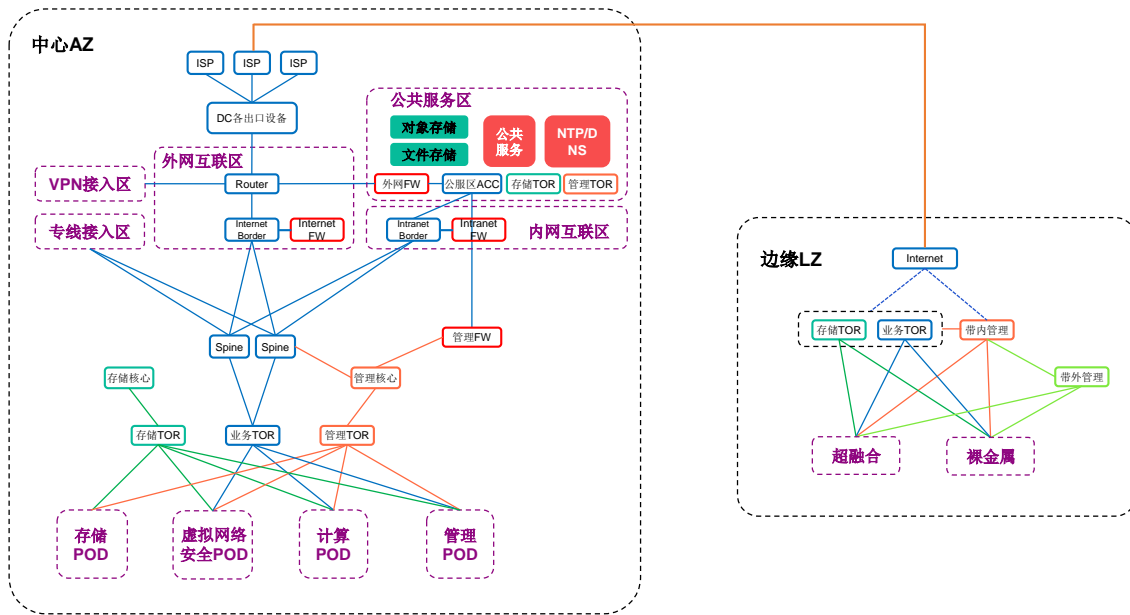 中心AZ
ISP
ISP
ISP
DC各出口设备
公共服务区
对象存储
文件存储
公共
服务
NTP/D
NS
外网互联区
VPN接入区
Router
外网FW
公服区ACC
存储TOR
管理TOR
专线接入区
Internet
Border
Internet
FW
Intranet
Border
Intranet
FW
内网互联区
Spine
Spine
管理FW
存储核心
管理核心
存储TOR
业务TOR
管理TOR
存储
POD
虚拟网络
安全POD
计算
POD
管理
POD
边缘LZ
Internet
存储TOR
业务TOR
带内管理
带外管理
超融合
裸金属